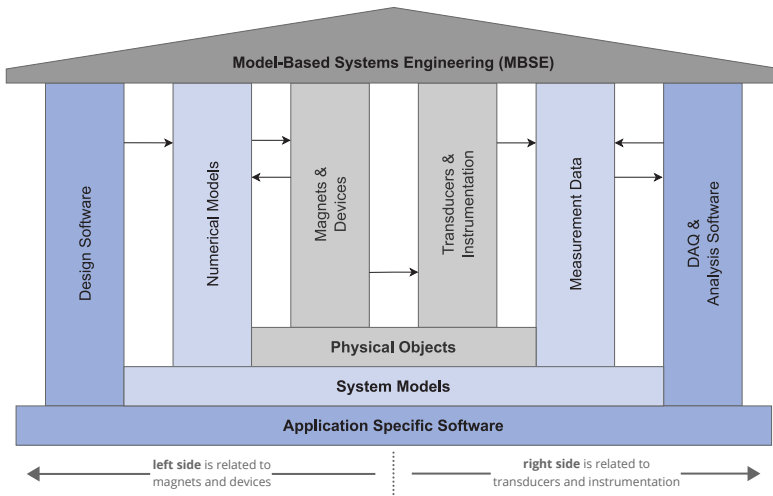 Model-Based Systems Engineering (MBSE)
Design Software
Numerical Models
Magnets &
Devices
Transducers &
Instrumentation
Measurement Data
DAQ &
Analysis Software
Physical Objects
System Models
Application Specific Software
left side is related to
magnets and devices
right side is related to
transducers and instrumentation